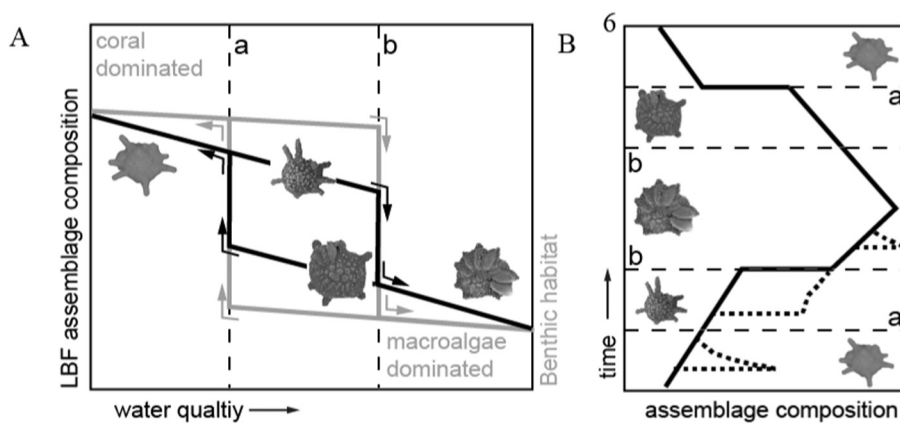 A
coral
dominated
a
b
LBF assemblage composition
macroalgae
dominated
Benthic habitat
water qualtiy
B
6
a
b
b
a
time
assemblage composition